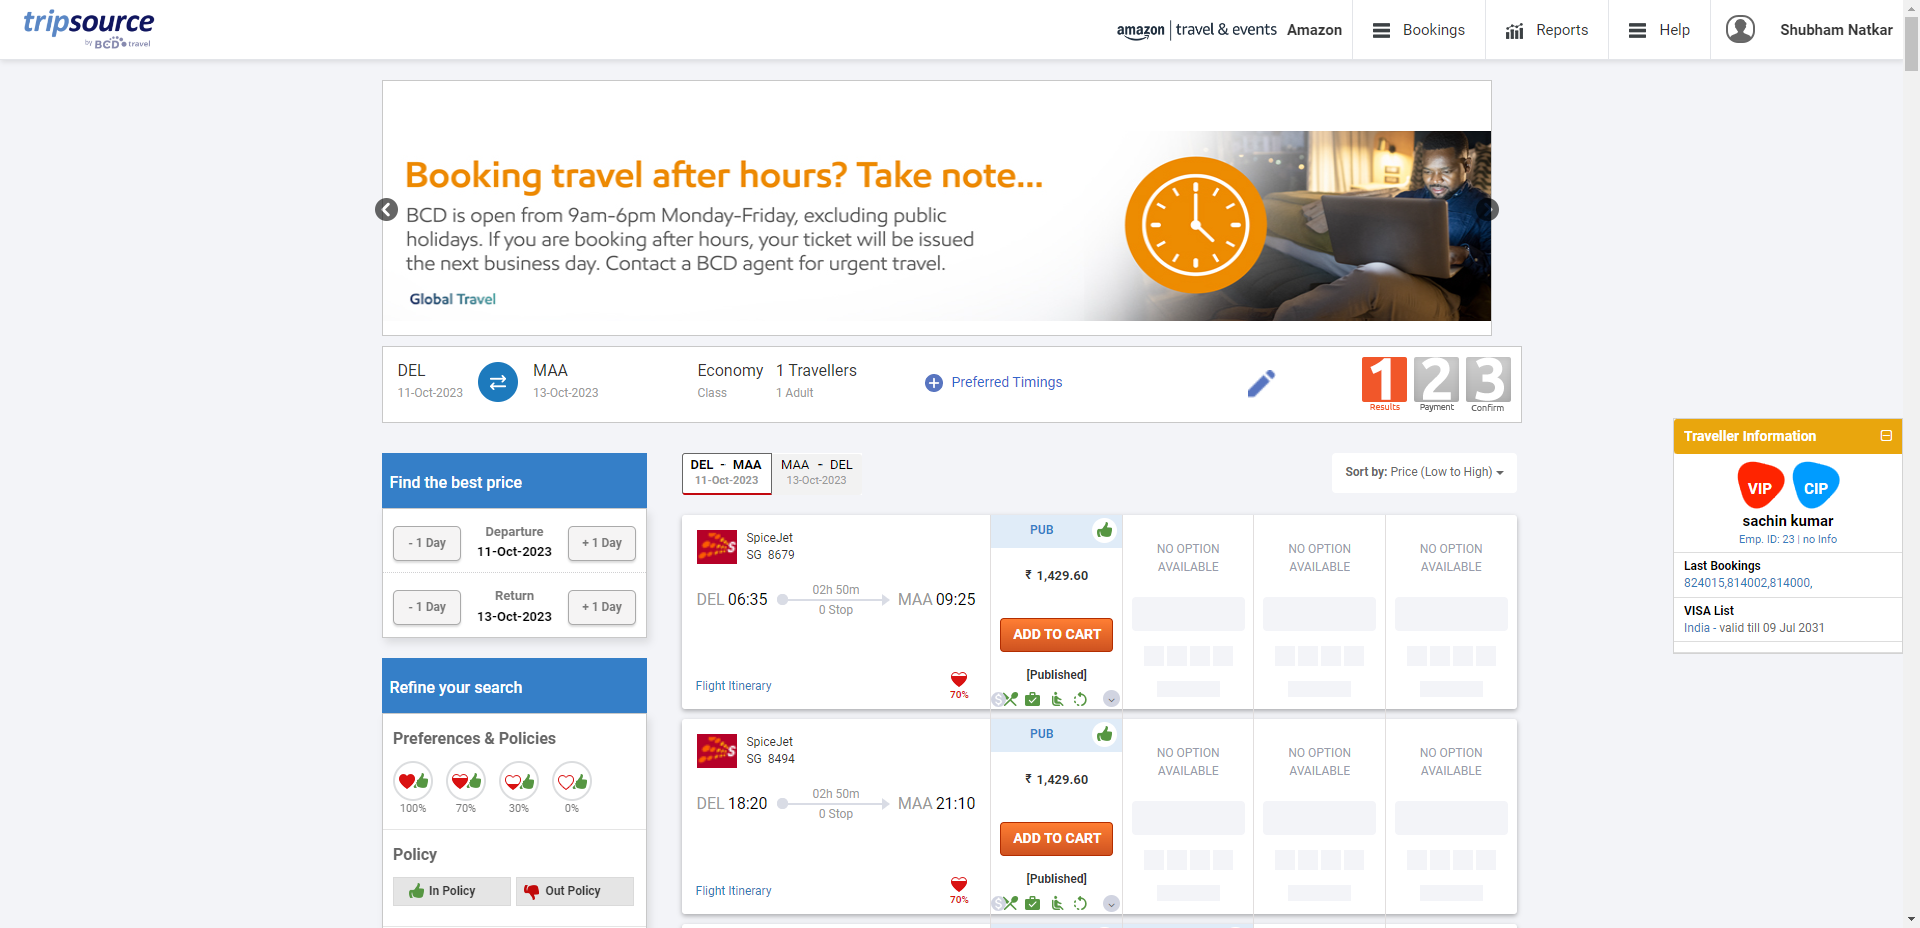 tripsource
by BCD travel
amazon | travel & events Amazon
Bookings
Reports
Help
Shubham Natkar
Booking travel after hours? Take note...
BCD is open from 9am-6pm Monday-Friday, excluding public
holidays. If you are booking after hours, your ticket will be issued
the next business day. Contact a BCD agent for urgent travel.
Global Travel
DEL
11-Oct-2023
MAA
13-Oct-2023
Economy
Class
1 Travellers
1 Adult
Preferred Timings
1 2 3
Results Payment Confirm
Traveller Information
VIP CIP
sachin kumar
Emp. ID: 23 | no Info
Last Bookings
824015,814002,814000,
VISA List
India - valid till 09 Jul 2031
Find the best price
- 1 Day
Departure
11-Oct-2023
+ 1 Day
- 1 Day
Return
13-Oct-2023
+ 1 Day
Refine your search
Preferences & Policies
100% 70% 30% 0%
Policy
In Policy
Out Policy
DEL - MAA
11-Oct-2023
MAA - DEL
13-Oct-2023
Sort by: Price (Low to High)
SpiceJet
SG 8679
DEL 06:35
02h 50m
0 Stop
MAA 09:25
Flight Itinerary
70%
PUB
₹ 1,429.60
ADD TO CART
[Published]
NO OPTION
AVAILABLE
NO OPTION
AVAILABLE
NO OPTION
AVAILABLE
SpiceJet
SG 8494
DEL 18:20
02h 50m
0 Stop
MAA 21:10
Flight Itinerary
70%
PUB
₹ 1,429.60
ADD TO CART
[Published]
NO OPTION
AVAILABLE
NO OPTION
AVAILABLE
NO OPTION
AVAILABLE